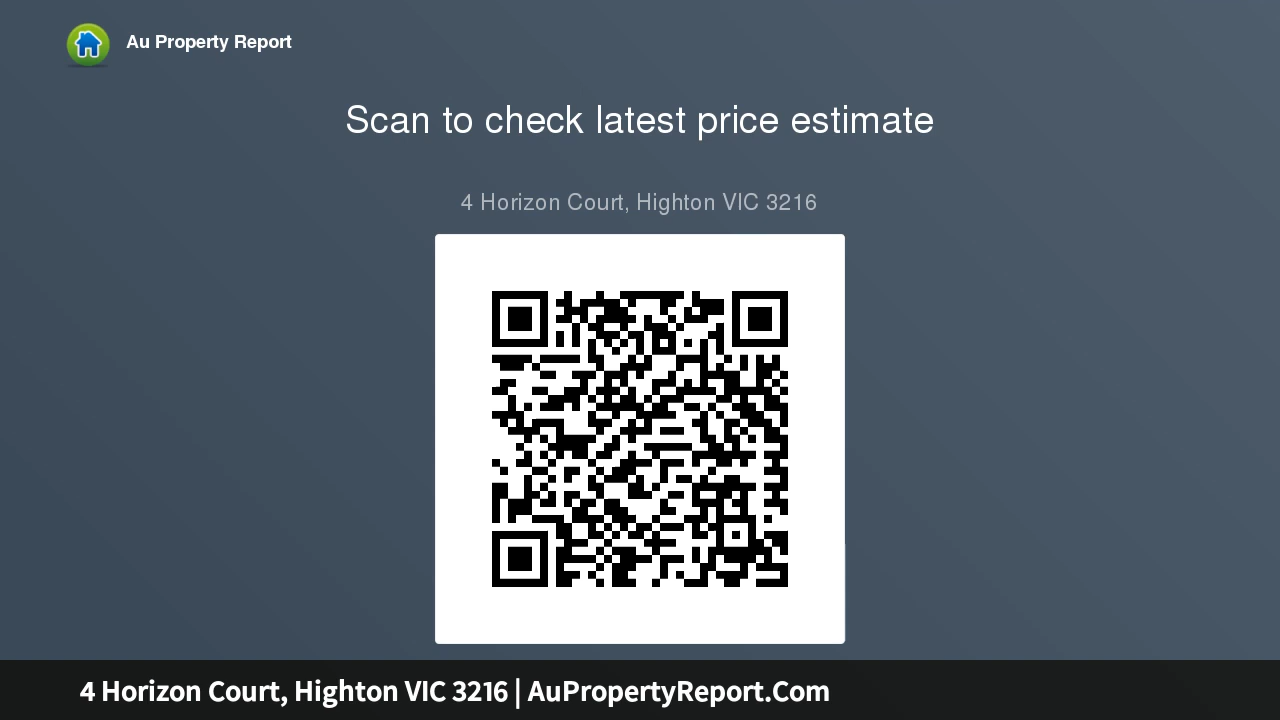 Au Property Report
Scan to check latest price estimate
4 Horizon Court, Highton VIC 3216
4 Horizon Court, Highton VIC 3216 | AuPropertyReport.Com